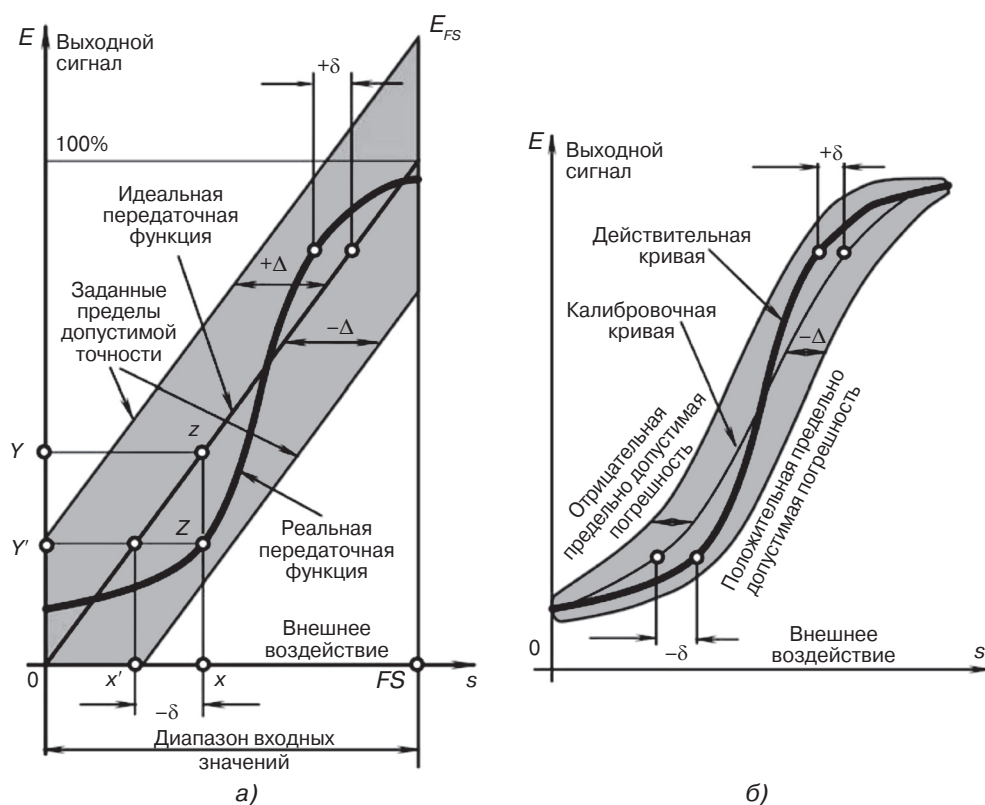 E
Выходной
сигнал
E_FS
+δ
100%
Идеальная
передаточная
функция
+Δ
Заданные
пределы
допустимой
точности
−Δ
Y
z
Y′
Z
Реальная
передаточная
функция
Внешнее
воздействие
0
x′
x
FS
s
−δ
Диапазон входных
значений
а)
E
Выходной
сигнал
+δ
Действительная
кривая
Калибровочная
кривая
−Δ
Отрицательная
предельно допустимая
погрешность
Положительная предельно
допустимая погрешность
0
−δ
Внешнее
воздействие
s
б)